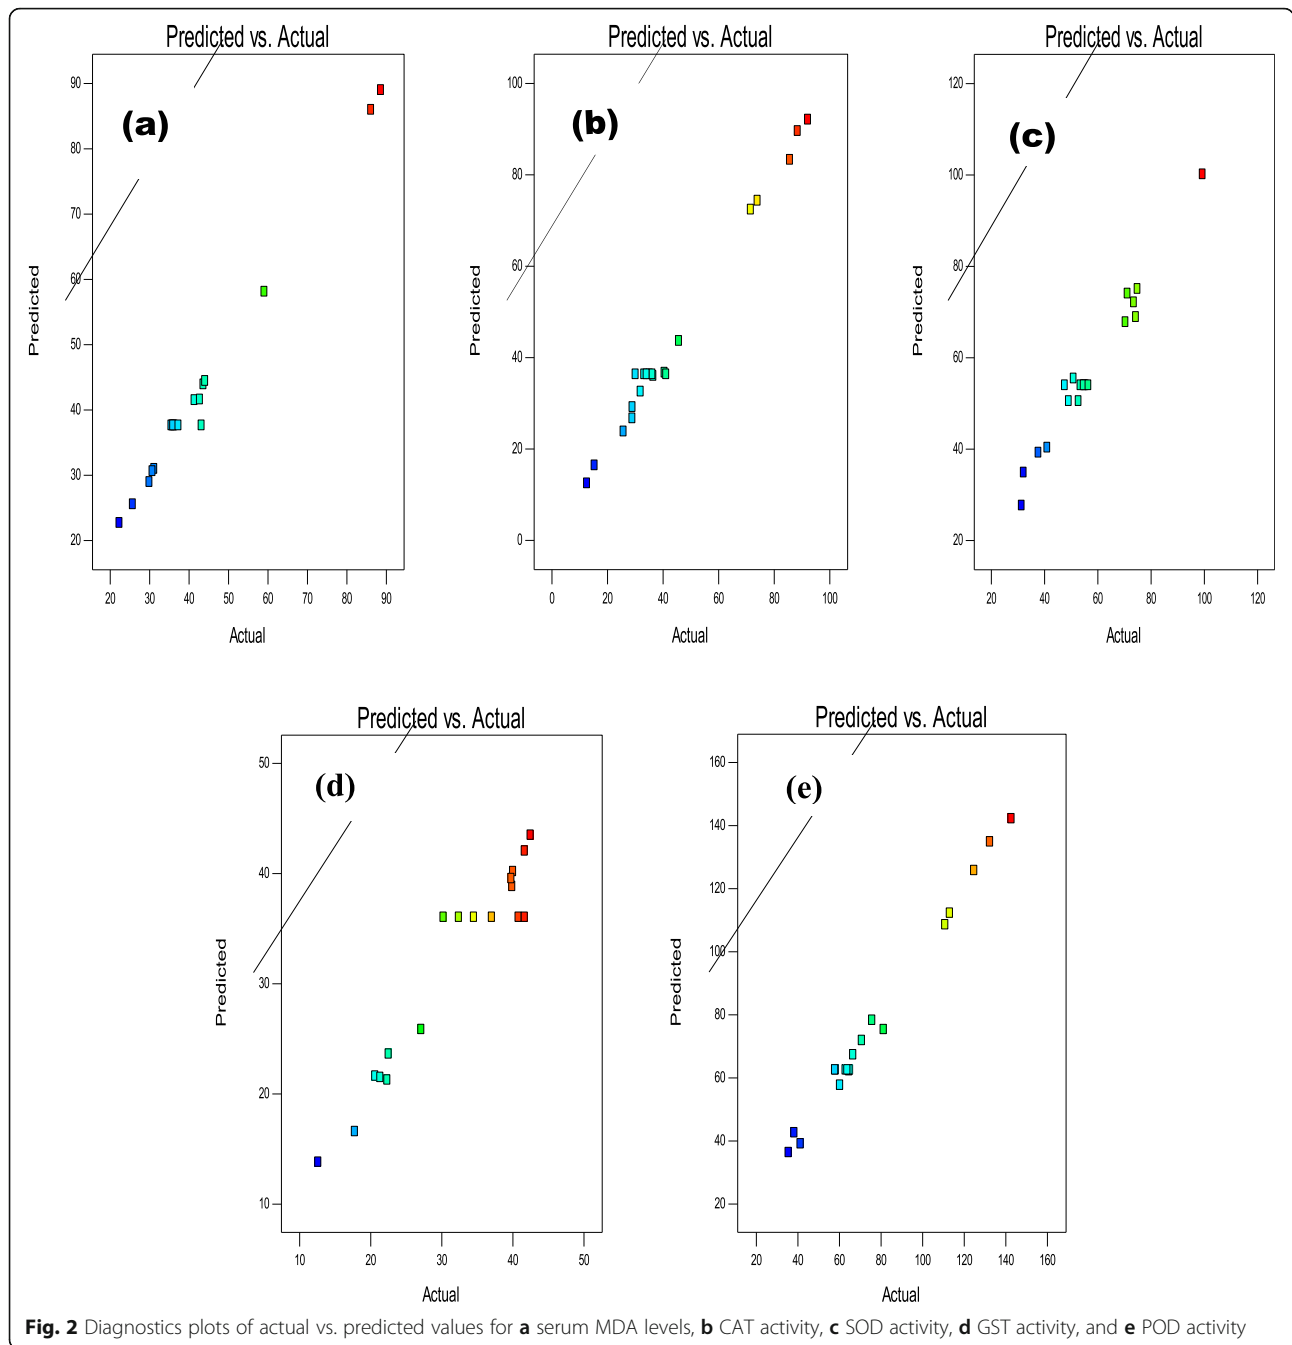 Predicted vs. Actual
(a)
Predicted
90
80
70
60
50
40
30
20
20 30 40 50 60 70 80 90
Actual
Predicted vs. Actual
(b)
Predicted
100
80
60
40
20
0
0 20 40 60 80 100
Actual
Predicted vs. Actual
(c)
Predicted
120
100
80
60
40
20
20 40 60 80 100 120
Actual
Predicted vs. Actual
(d)
Predicted
50
40
30
20
10
10 20 30 40 50
Actual
Predicted vs. Actual
(e)
Predicted
160
140
120
100
80
60
40
20
20 40 60 80 100 120 140 160
Actual
Fig. 2 Diagnostics plots of actual vs. predicted values for a serum MDA levels, b CAT activity, c SOD activity, d GST activity, and e POD activity